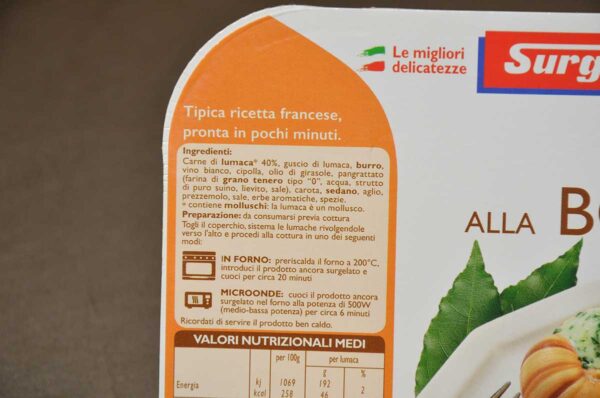 Le migliori
delicatezze
Surg
Tipica ricetta francese,
pronta in pochi minuti.
Ingredienti:
Carne di lumaca* 40%, guscio di lumaca, burro,
vino bianco, cipolla, olio di girasole, pangrattato
(farina di grano tenero tipo "0", acqua, strutto
di puro suino, lievito, sale), carota, sedano, aglio,
prezzemolo, sale, erbe aromatiche, spezie.
* contiene molluschi: la lumaca è un mollusco.
Preparazione: da consumarsi previa cottura
Togli il coperchio, sistema le lumache rivolgendole
verso l'alto e procedi alla cottura in uno dei seguenti
modi:
IN FORNO: preriscalda il forno a 200°C,
introduci il prodotto ancora surgelato e
cuoci per circa 20 minuti
MICROONDE: cuoci il prodotto ancora
surgelato nel forno alla potenza di 500W
(medio-bassa potenza) per circa 6 minuti
Ricordati di servire il prodotto ben caldo.
ALLA B
VALORI NUTRIZIONALI MEDI
per 100g per lumaca
g %
Energia kj 1069 192
kcal 258 46 2